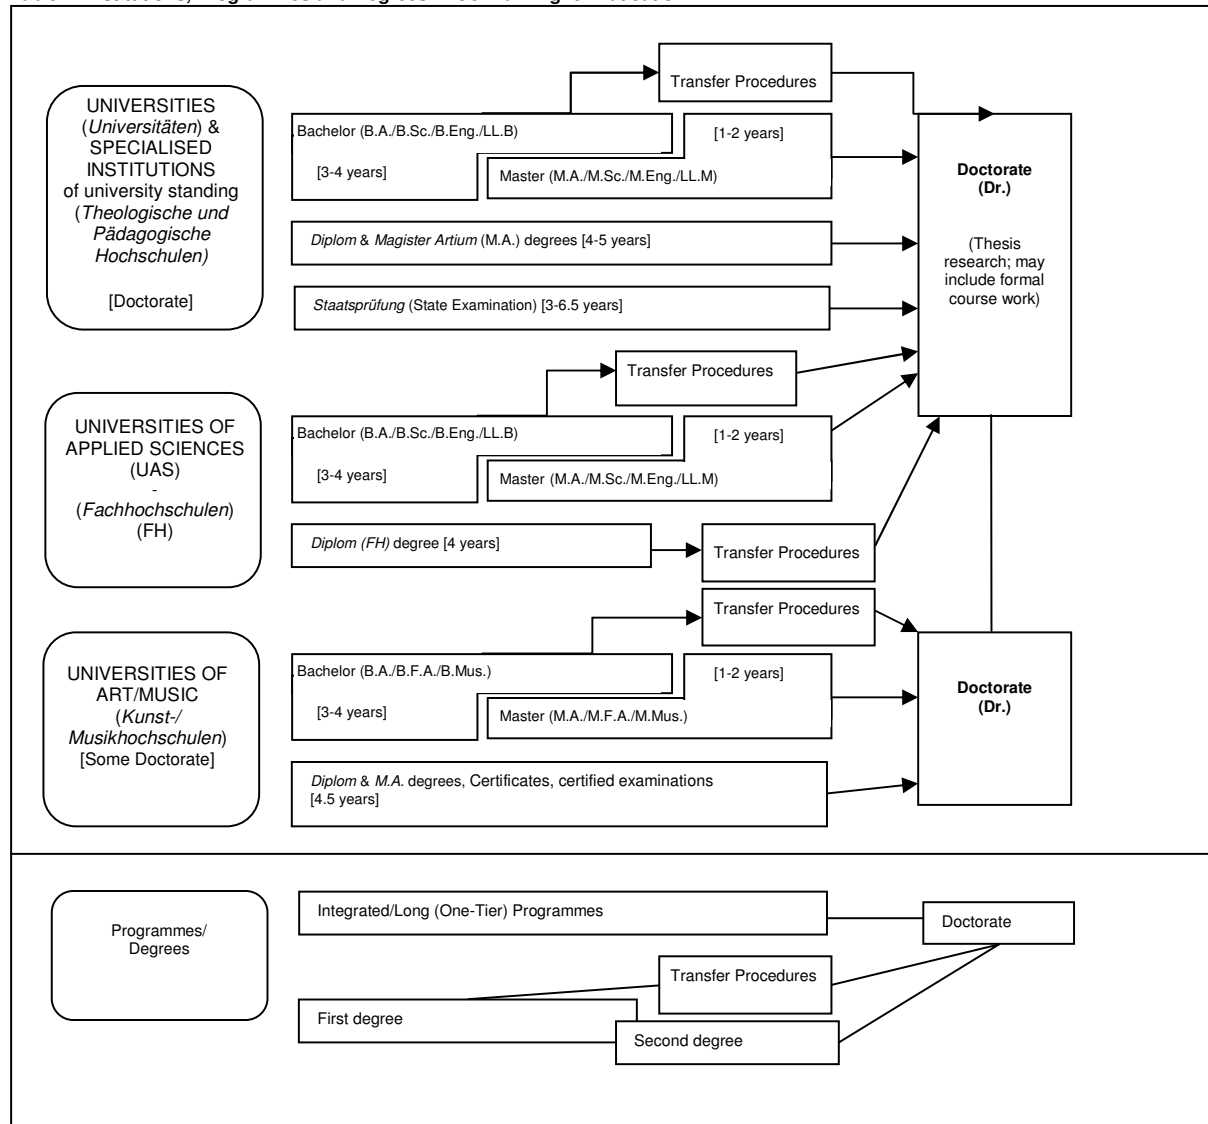 UNIVERSITIES
(Universitäten) &
SPECIALISED
INSTITUTIONS
of university standing
(Theologische und
Pädagogische
Hochschulen)
[Doctorate]
Transfer Procedures
Bachelor (B.A./B.Sc./B.Eng./LL.B)
[3-4 years]
[1-2 years]
Master (M.A./M.Sc./M.Eng./LL.M)
Diplom & Magister Artium (M.A.) degrees [4-5 years]
Staatsprüfung (State Examination) [3-6.5 years]
Doctorate
(Dr.)
(Thesis
research; may
include formal
course work)
UNIVERSITIES OF
APPLIED SCIENCES
(UAS)
-
(Fachhochschulen)
(FH)
Transfer Procedures
Bachelor (B.A./B.Sc./B.Eng./LL.B)
[3-4 years]
[1-2 years]
Master (M.A./M.Sc./M.Eng./LL.M)
Diplom (FH) degree [4 years]
Transfer Procedures
UNIVERSITIES OF
ART/MUSIC
(Kunst-/
Musikhochschulen)
[Some Doctorate]
Transfer Procedures
Bachelor (B.A./B.F.A./B.Mus.)
[3-4 years]
[1-2 years]
Master (M.A./M.F.A./M.Mus.)
Diplom & M.A. degrees, Certificates, certified examinations
[4.5 years]
Doctorate
(Dr.)
Programmes/
Degrees
Integrated/Long (One-Tier) Programmes
Doctorate
Transfer Procedures
First degree
Second degree